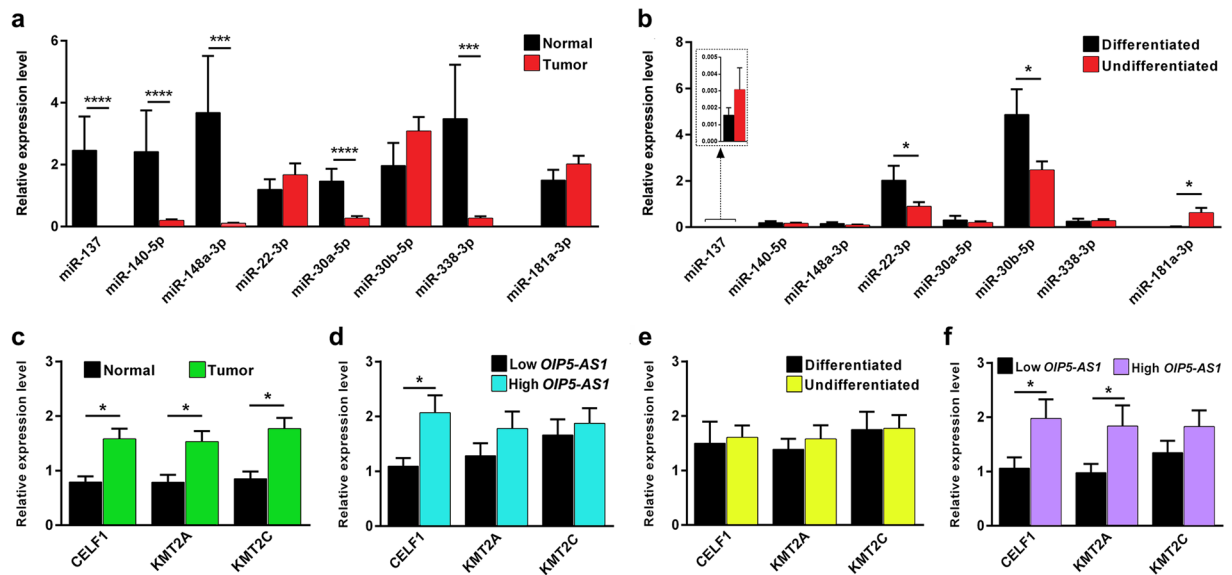 a
Relative expression level
6
4
2
0
****
****
***
****
***
Normal
Tumor
miR-137
miR-140-5p
miR-148a-3p
miR-22-3p
miR-30a-5p
miR-30b-5p
miR-338-3p
miR-181a-3p
b
Relative expression level
8
6
4
2
0
0.005
0.004
0.003
0.002
0.001
0.000
*
*
*
Differentiated
Undifferentiated
miR-137
miR-140-5p
miR-148a-3p
miR-22-3p
miR-30a-5p
miR-30b-5p
miR-338-3p
miR-181a-3p
c
Relative expression level
3
2
1
0
Normal
Tumor
*
*
*
CELF1
KMT2A
KMT2C
d
Relative expression level
3
2
1
0
Low OIP5-AS1
High OIP5-AS1
*
CELF1
KMT2A
KMT2C
e
Relative expression level
3
2
1
0
Differentiated
Undifferentiated
CELF1
KMT2A
KMT2C
f
Relative expression level
3
2
1
0
Low OIP5-AS1
High OIP5-AS1
*
*
CELF1
KMT2A
KMT2C